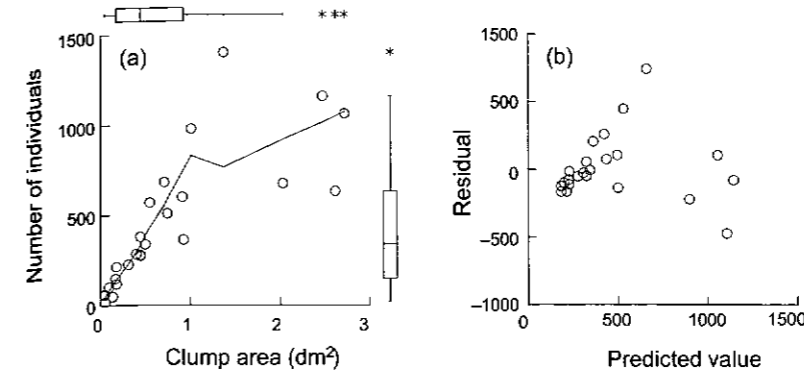 (a)
Number of individuals
1500
1000
500
0
0
1
2
3
Clump area (dm²)
(b)
Residual
1500
500
0
–500
–1000
0
500
1000
1500
Predicted value